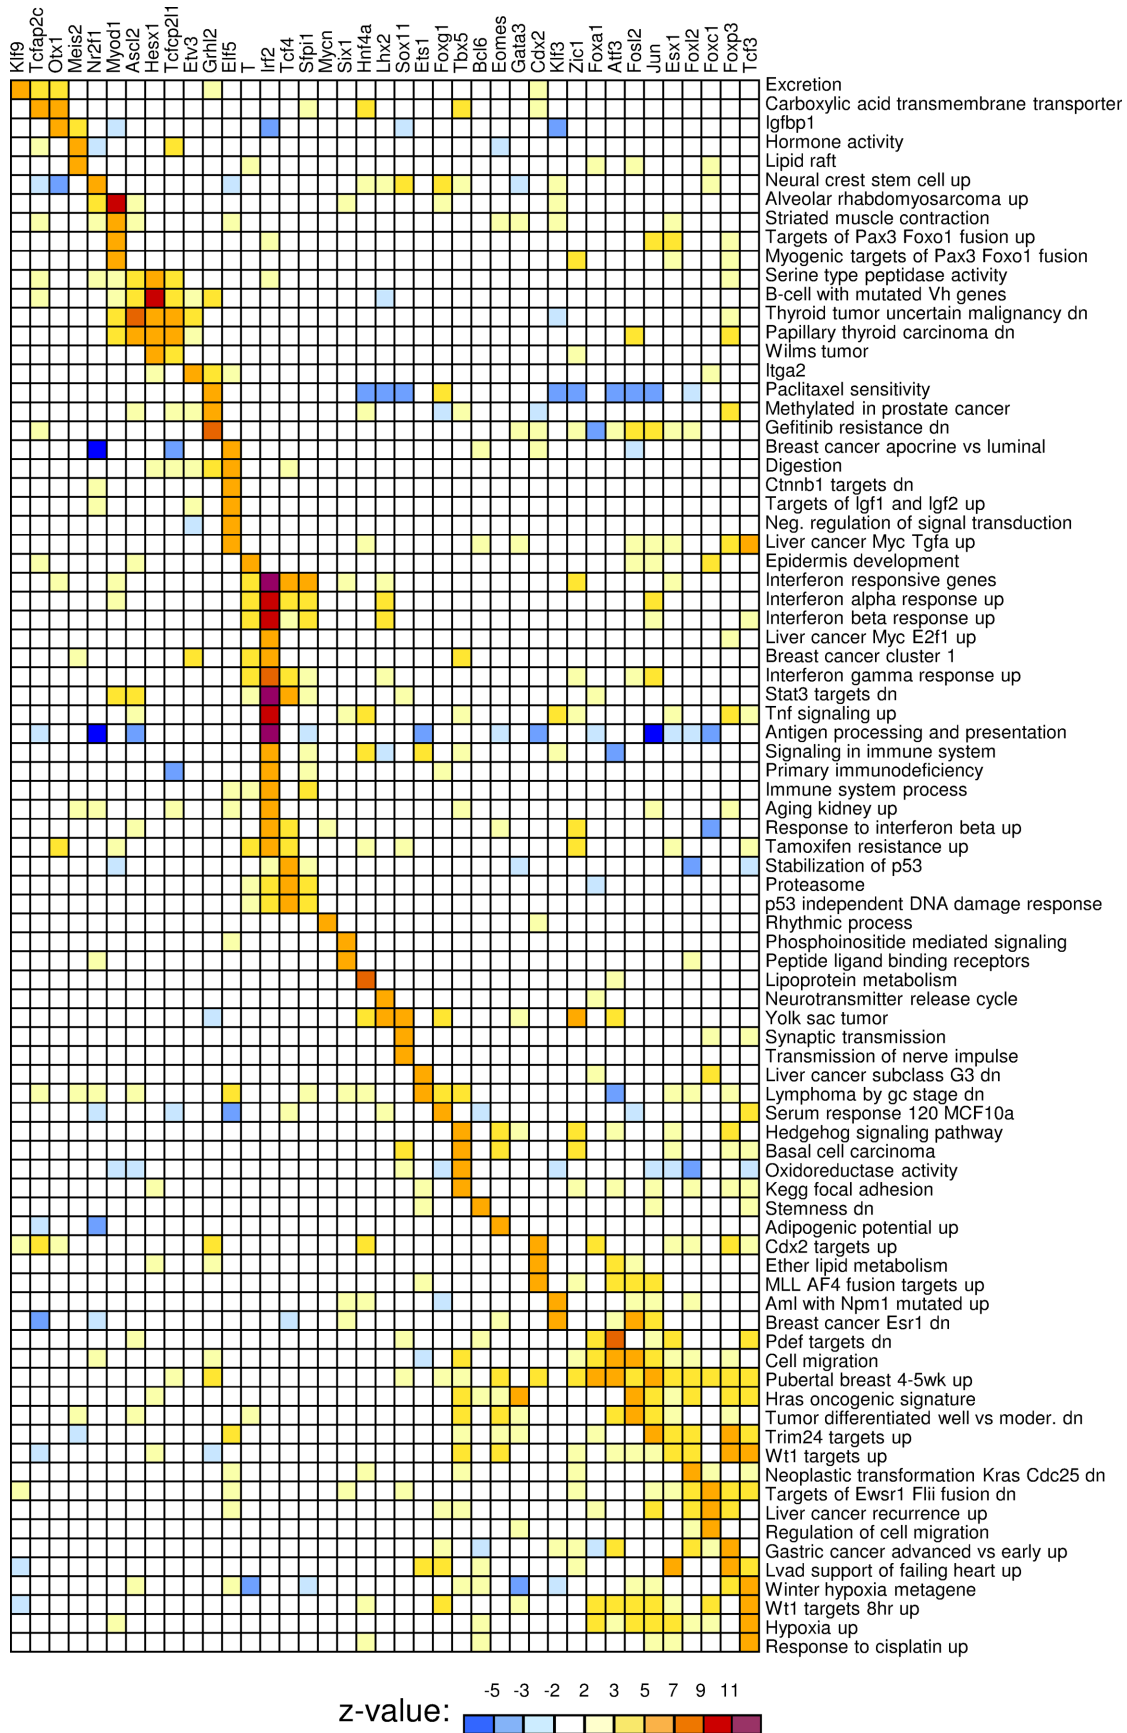 Klf9
Tcfap2c
Otx1
Meis2
Nr2f1
Myod1
Ascl2
Hesx1
Tcfcp2l1
Etv3
Grhl2
Elf5
T
Irf2
Tcf4
Sfpi1
Mycn
Six1
Hnf4a
Lhx2
Sox11
Ets1
Foxg1
Tbx5
Bcl6
Eomes
Gata3
Cdx2
Klf3
Zic1
Foxa1
Atf3
Fosl2
Jun
Esx1
Foxl2
Foxc1
Foxp3
Tcf3
Excretion
Carboxylic acid transmembrane transporter
Igfbp1
Hormone activity
Lipid raft
Neural crest stem cell up
Alveolar rhabdomyosarcoma up
Striated muscle contraction
Targets of Pax3 Foxo1 fusion up
Myogenic targets of Pax3 Foxo1 fusion
Serine type peptidase activity
B-cell with mutated Vh genes
Thyroid tumor uncertain malignancy dn
Papillary thyroid carcinoma dn
Wilms tumor
Itga2
Paclitaxel sensitivity
Methylated in prostate cancer
Gefitinib resistance dn
Breast cancer apocrine vs luminal
Digestion
Ctnnb1 targets dn
Targets of Igf1 and Igf2 up
Neg. regulation of signal transduction
Liver cancer Myc Tgfa up
Epidermis development
Interferon responsive genes
Interferon alpha response up
Interferon beta response up
Liver cancer Myc E2f1 up
Breast cancer cluster 1
Interferon gamma response up
Stat3 targets dn
Tnf signaling up
Antigen processing and presentation
Signaling in immune system
Primary immunodeficiency
Immune system process
Aging kidney up
Response to interferon beta up
Tamoxifen resistance up
Stabilization of p53
Proteasome
p53 independent DNA damage response
Rhythmic process
Phosphoinositide mediated signaling
Peptide ligand binding receptors
Lipoprotein metabolism
Neurotransmitter release cycle
Yolk sac tumor
Synaptic transmission
Transmission of nerve impulse
Liver cancer subclass G3 dn
Lymphoma by gc stage dn
Serum response 120 MCF10a
Hedgehog signaling pathway
Basal cell carcinoma
Oxidoreductase activity
Kegg focal adhesion
Stemness dn
Adipogenic potential up
Cdx2 targets up
Ether lipid metabolism
MLL AF4 fusion targets up
Aml with Npm1 mutated up
Breast cancer Esr1 dn
Pdef targets dn
Cell migration
Pubertal breast 4-5wk up
Hras oncogenic signature
Tumor differentiated well vs moder. dn
Trim24 targets up
Wt1 targets up
Neoplastic transformation Kras Cdc25 dn
Targets of Ewsr1 Flii fusion dn
Liver cancer recurrence up
Regulation of cell migration
Gastric cancer advanced vs early up
Lvad support of failing heart up
Winter hypoxia metagene
Wt1 targets 8hr up
Hypoxia up
Response to cisplatin up
-5 -3 -2 2 3 5 7 9 11
z-value: